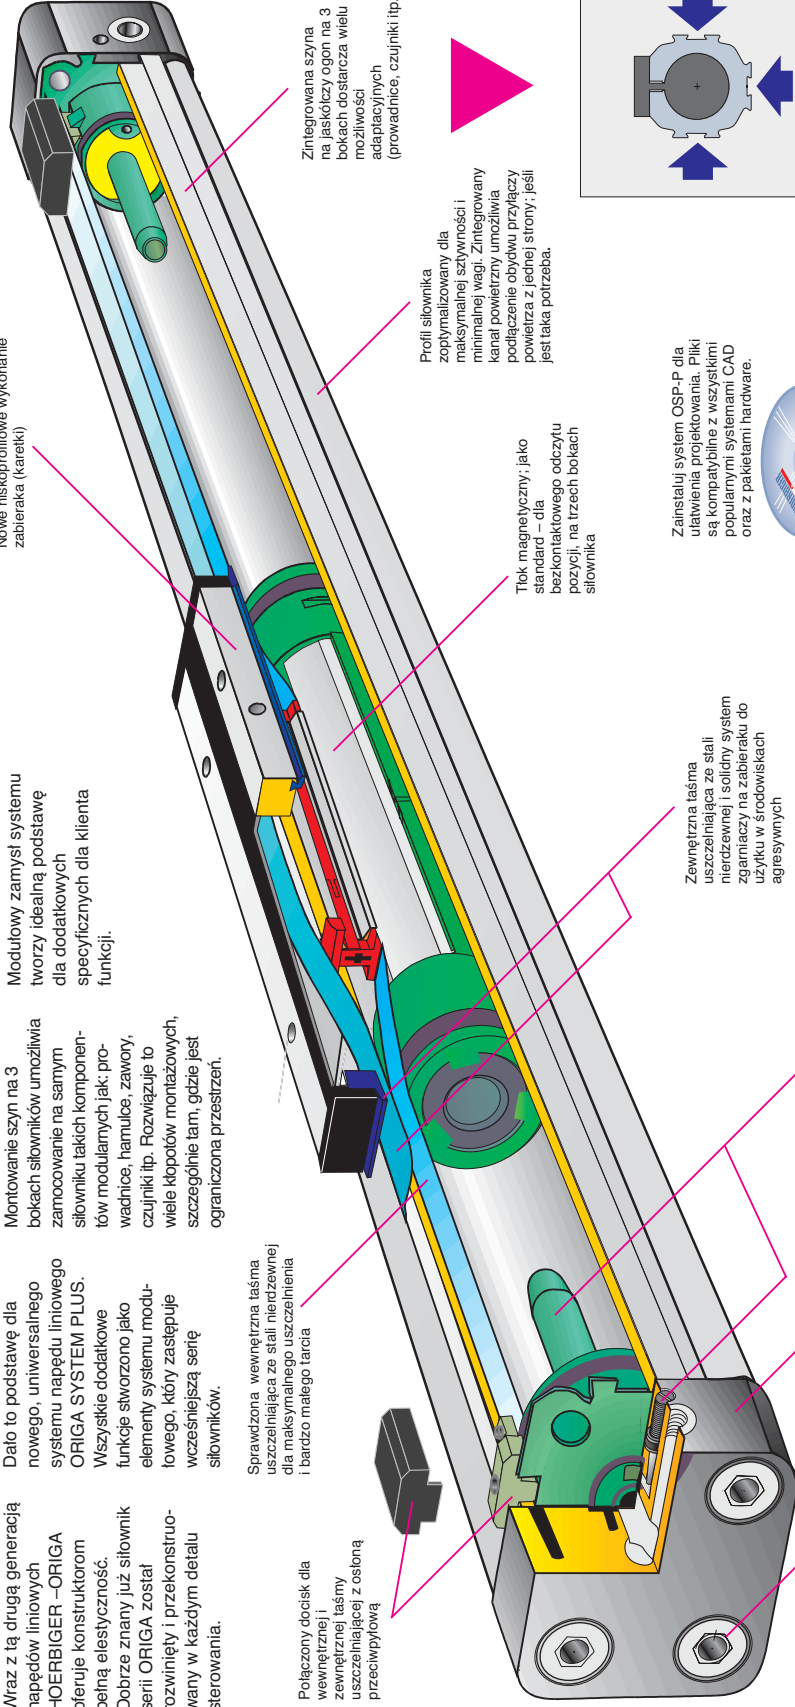 Wraz z tą drugą generacją
napędów liniowych
HOERBIGER –ORIGA
oferuje konstruktorom
pełną elestyczność.
Dobrze znany już siłownik
serii ORIGA został
rozwinięty i przekonstruo-
wany w każdym detalu
sterowania.
Dało to podstawę dla
nowego, uniwersalnego
systemu napędu liniowego
ORIGA SYSTEM PLUS.
Wszystkie dodatkowe
funkcje stworzono jako
elementy systemu modu-
łowego, który zastępuje
wcześniejszą serię
siłowników.
Montowanie szyn na 3
bokach siłowników umożliwia
zamocowanie na samym
siłowniku takich komponen-
tów modularnych jak: pro-
wadnice, hamulce, zawory,
czujniki itp. Rozwiązuje to
wiele kłopotów montażowych,
szczególnie tam, gdzie jest
ograniczona przestrzeń.
Modułowy zamysł systemu
tworzy idealną podstawę
dla dodatkowych
specyficznych dla klienta
funkcji.
Nowe niskoprofilowe wykonanie
zabieraka (karetki)
Zintegrowana szyna
na jaskółczy ogon na 3
bokach dostarcza wielu
możliwości
adaptacyjnych
(prowadnice, czujniki itp.
Profil siłownika
zoptymalizowany dla
maksymalnej sztywności i
minimalnej wagi. Zintegrowany
kanał powietrzny umożliwia
podłączenie obydwu przyłączy
powietrza z jednej strony; jeśli
jest taka potrzeba.
Tłok magnetyczny; jako
standard – dla
bezkontaktowego odczytu
pozycji, na trzech bokach
siłownika
Zainstaluj system OSP-P dla
ułatwienia projektowania. Pliki
są kompatybilne z wszystkimi
popularnymi systemami CAD
oraz z pakietami hardware.
Zewnętrzna taśma
uszczelniająca ze stali
nierdzewnej i solidny system
zgarniaczy na zabieraku do
użytku w środowiskach
agresywnych
Sprawdzona wewnętrzna taśma
uszczelniająca ze stali nierdzewnej
dla maksymalnego uszczelnienia
i bardzo małego tarcia
Połączony docisk dla
wewnętrznej i
zewnętrznej taśmy
uszczelniającej z osłoną
przeciwpyłową